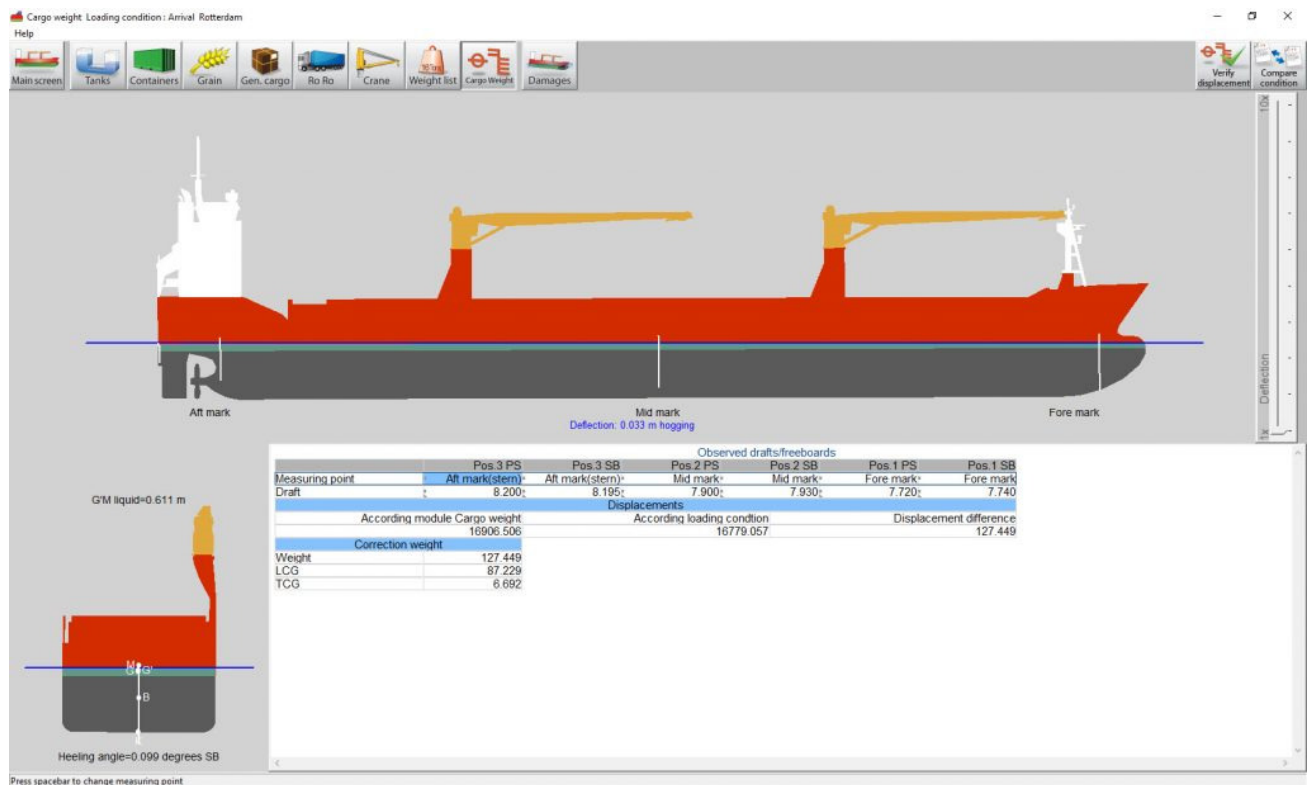 Cargo weight Loading condition : Arrival Rotterdam
Help
Main screen Tanks Containers Grain Gen. cargo Ro Ro Crane Weight list Cargo Weight Damages Verify displacement Compare condition
10x
Deflection
1x
Aft mark Mid mark Fore mark
Deflection: 0.033 m hogging
Observed drafts/freeboards
Pos.3 PS Pos.3 SB Pos.2 PS Pos.2 SB Pos.1 PS Pos.1 SB
Measuring point Aft mark(stern) Aft mark(stern) Mid mark Mid mark Fore mark Fore mark
Draft 8.200 8.195 7.900 7.930 7.720 7.740
Displacements
According module Cargo weight According loading condtion Displacement difference
16906.506 16779.057 127.449
Correction weight
Weight 127.449
LCG 87.229
TCG 6.692
G'M liquid=0.611 m
M
G G'
B
Heeling angle=0.099 degrees SB
Press spacebar to change measuring point